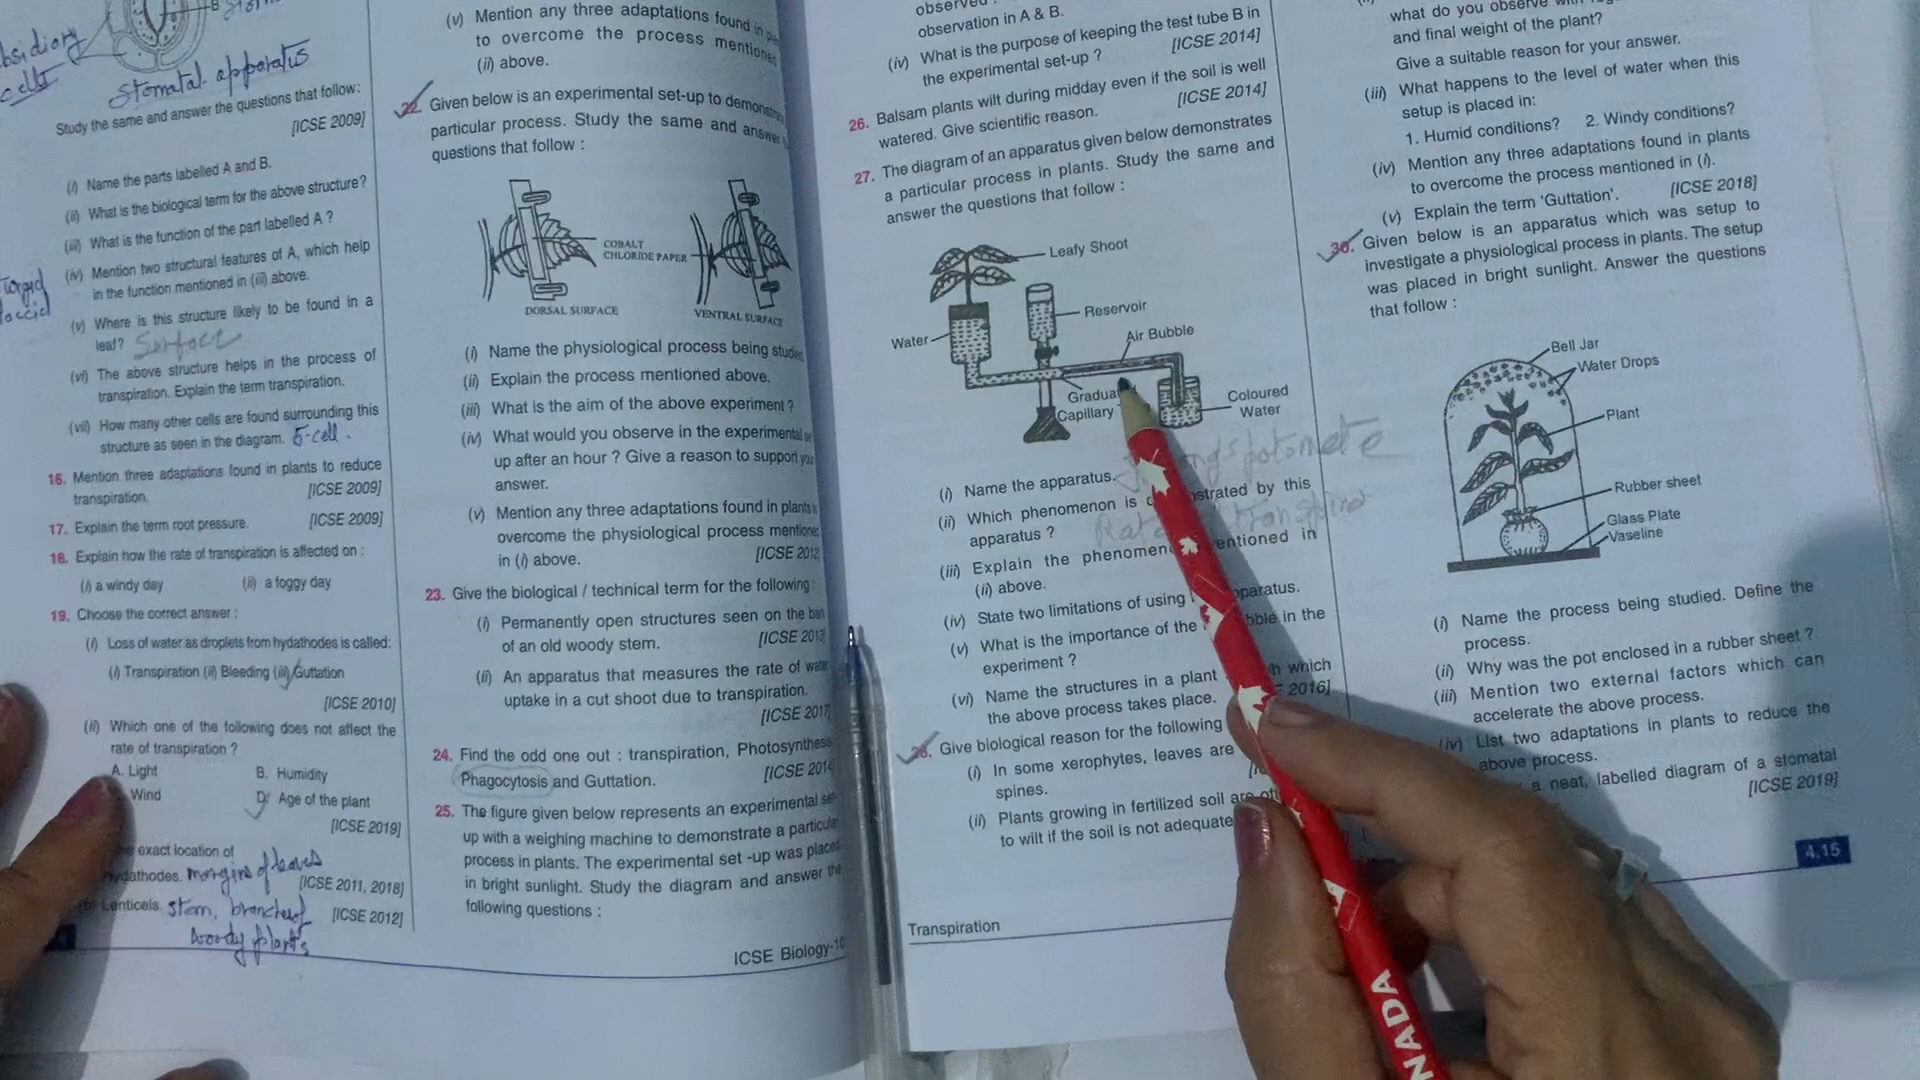 B
cells
Stomatal apparatus
Study the same and answer the questions that follow:
[ICSE 2009]
(i) Name the parts labelled A and B.
(ii) What is the biological term for the above structure?
(iii) What is the function of the part labelled A ?
(iv) Mention two structural features of A, which help
in the function mentioned in (iii) above.
(v) Where is this structure likely to be found in a
leaf? Surface
(vi) The above structure helps in the process of
transpiration. Explain the term transpiration.
(vii) How many other cells are found surrounding this
structure as seen in the diagram. 5-cell.
16. Mention three adaptations found in plants to reduce
transpiration. [ICSE 2009]
17. Explain the term root pressure. [ICSE 2009]
18. Explain how the rate of transpiration is affected on :
(i) a windy day (ii) a foggy day
19. Choose the correct answer :
(i) Loss of water as droplets from hydathodes is called:
(i) Transpiration (ii) Bleeding (iii) Guttation
[ICSE 2010]
(ii) Which one of the following does not affect the
rate of transpiration ?
A. Light B. Humidity
Wind D. Age of the plant
[ICSE 2019]
exact location of
margins of leaves
[ICSE 2011, 2018]
Lenticels. stem, branches of [ICSE 2012]
woody plants
(v) Mention any three adaptations found in
to overcome the process mentioned
(ii) above.
22. Given below is an experimental set-up to
particular process. Study the same and answer
questions that follow :
COBALT
CHLORIDE PAPER
DORSAL SURFACE
VENTRAL SURFACE
(i) Name the physiological process being
(ii) Explain the process mentioned above.
(iii) What is the aim of the above experiment ?
(iv) What would you observe in the experimental
up after an hour ? Give a reason to support
answer.
(v) Mention any three adaptations found in plants
overcome the physiological process
in (i) above. [ICSE
23. Give the biological / technical term for the following :
(i) Permanently open structures seen on the
of an old woody stem. [ICSE
(ii) An apparatus that measures the rate of
uptake in a cut shoot due to transpiration.
[ICSE 2017
24. Find the odd one out : transpiration, Photosynthesis
Phagocytosis and Guttation. [ICSE
25. The figure given below represents an experimental
up with a weighing machine to demonstrate a
process in plants. The experimental set -up was
in bright sunlight. Study the diagram and answer the
following questions :
ICSE Biology-10
observation in A & B.
(iv) What is the purpose of keeping the test tube B in
the experimental set-up ? [ICSE 2014]
26. Balsam plants wilt during midday even if the soil is well
watered. Give scientific reason. [ICSE 2014]
27. The diagram of an apparatus given below demonstrates
a particular process in plants. Study the same and
answer the questions that follow :
Leafy Shoot
Reservoir
Air Bubble
Water
Capillary
Coloured
Water
(i) Name the apparatus.
(ii) Which phenomenon is by this
apparatus ?
(iii) Explain the in
(ii) above.
(iv) State two limitations of using
(v) What is the importance of the in the
experiment ?
(vi) Name the structures in a plant which
the above process takes place. 2016]
28. Give biological reason for the following
(i) In some xerophytes, leaves are
spines.
(ii) Plants growing in fertilized soil are
to wilt if the soil is not
Transpiration
what do you observe
and final weight of the plant?
Give a suitable reason for your answer.
(iii) What happens to the level of water when this
setup is placed in:
1. Humid conditions? 2. Windy conditions?
(iv) Mention any three adaptations found in plants
to overcome the process mentioned in (i).
(v) Explain the term 'Guttation'. [ICSE 2018]
30. Given below is an apparatus which was setup to
investigate a physiological process in plants. The setup
was placed in bright sunlight. Answer the questions
that follow :
Bell Jar
Water Drops
Plant
Rubber sheet
Glass Plate
Vaseline
(i) Name the process being studied. Define the
process.
(ii) Why was the pot enclosed in a rubber sheet ?
(iii) Mention two external factors which can
accelerate the above process.
(iv) List two adaptations in plants to reduce the
above process.
a neat, labelled diagram of a stomatal
[ICSE 2019]
4.15
NADA